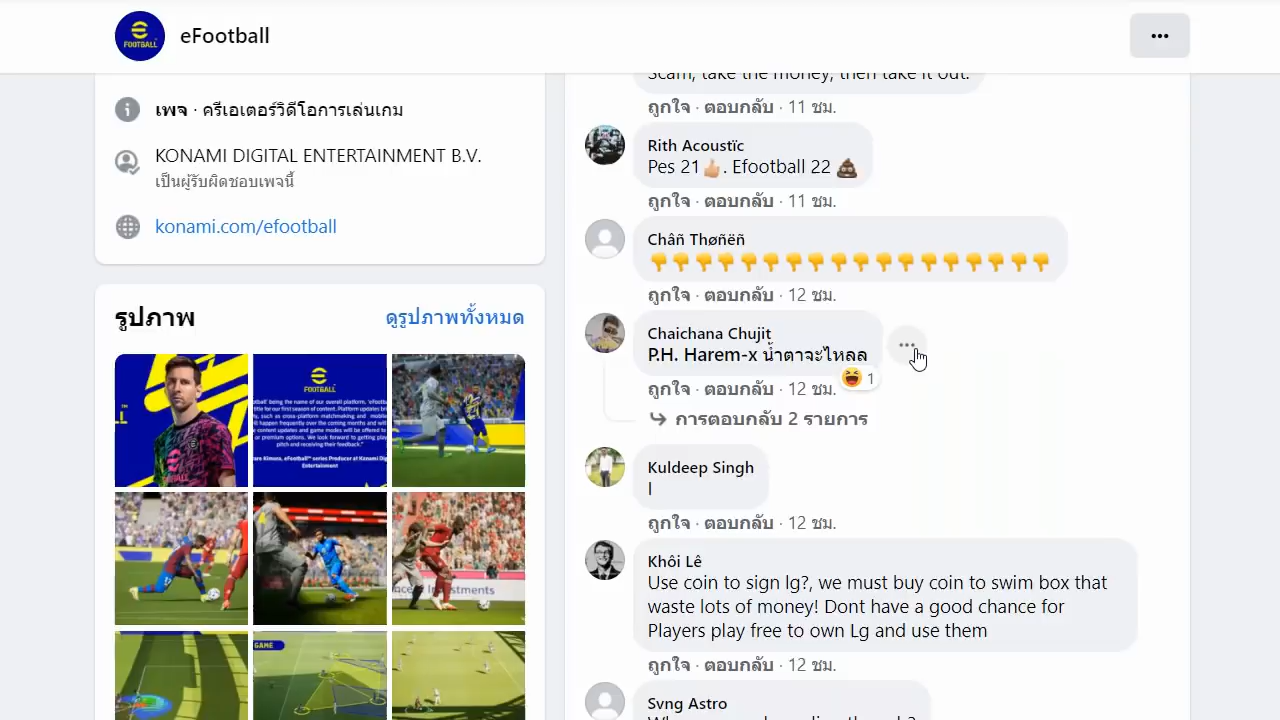 eFootball
FOOTBALL
เพจ · ครีเอเตอร์วิดีโอการเล่นเกม
KONAMI DIGITAL ENTERTAINMENT B.V.
เป็นผู้รับผิดชอบเพจนี้
konami.com/efootball
รูปภาพ
ดูรูปภาพทั้งหมด
FOOTBALL
GAME
Scam, take the money, then take it out.
ถูกใจ · ตอบกลับ · 11 ชม.
Rith Acoustïc
Pes 21👍🏼. Efootball 22 💩
ถูกใจ · ตอบกลับ · 11 ชม.
Châñ Thøñëñ
👎👎👎👎👎👎👎👎👎👎👎👎👎👎👎👎👎👎
ถูกใจ · ตอบกลับ · 12 ชม.
Chaichana Chujit
P.H. Harem-x น้ำตาจะไหลล
ถูกใจ · ตอบกลับ · 12 ชม.
😆 1
การตอบกลับ 2 รายการ
Kuldeep Singh
l
ถูกใจ · ตอบกลับ · 12 ชม.
Khôi Lê
Use coin to sign lg?, we must buy coin to swim box that
waste lots of money! Dont have a good chance for
Player play free to own Lg and use them
ถูกใจ · ตอบกลับ · 12 ชม.
Svng Astro